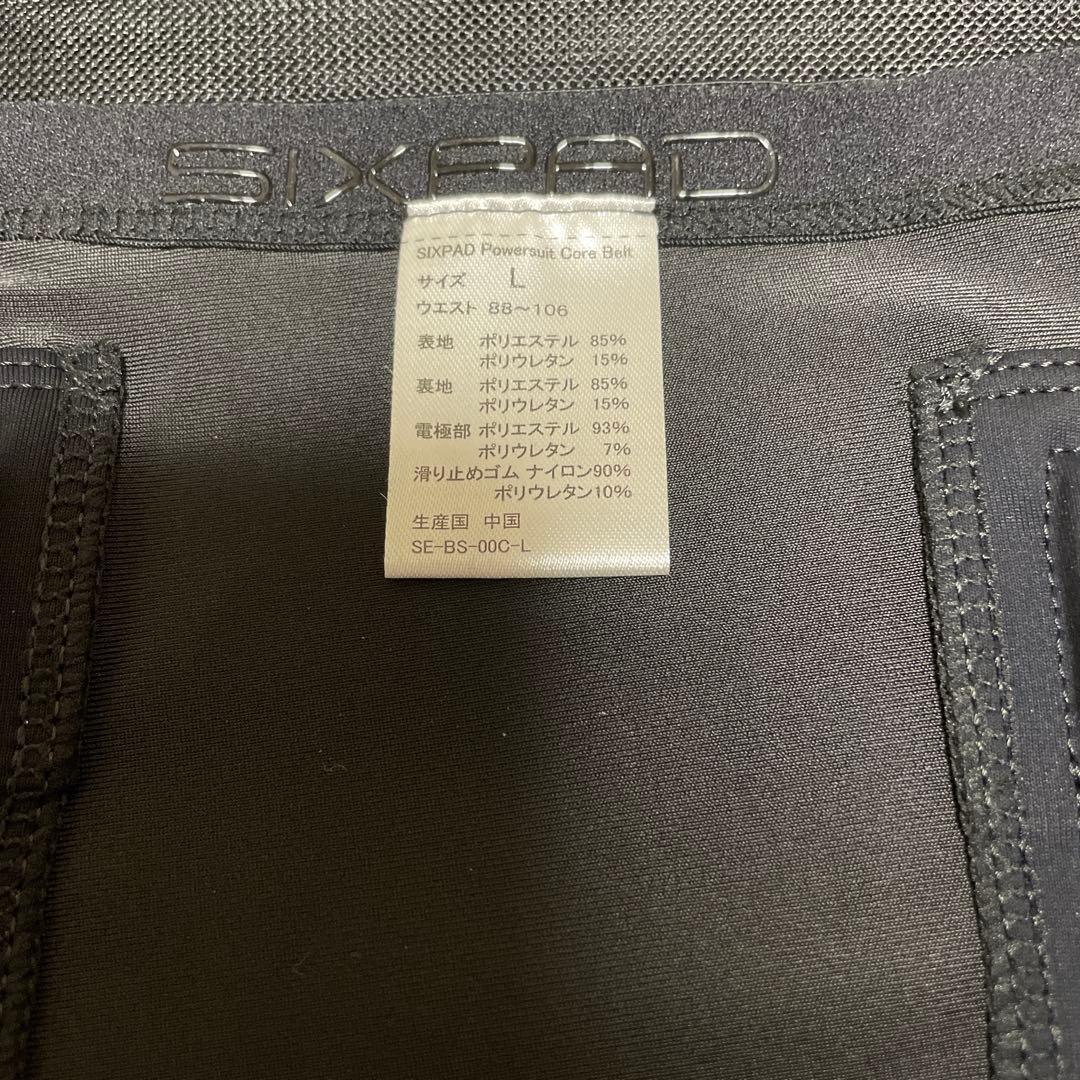 SIXPAD
SIXPAD Powersuit Core Belt
サイズ L
ウエスト 88～106
表地 ポリエステル 85%
ポリウレタン 15%
裏地 ポリエステル 85%
ポリウレタン 15%
電極部 ポリエステル 93%
ポリウレタン 7%
滑り止めゴム ナイロン90%
ポリウレタン10%
生産国 中国
SE-BS-00C-L